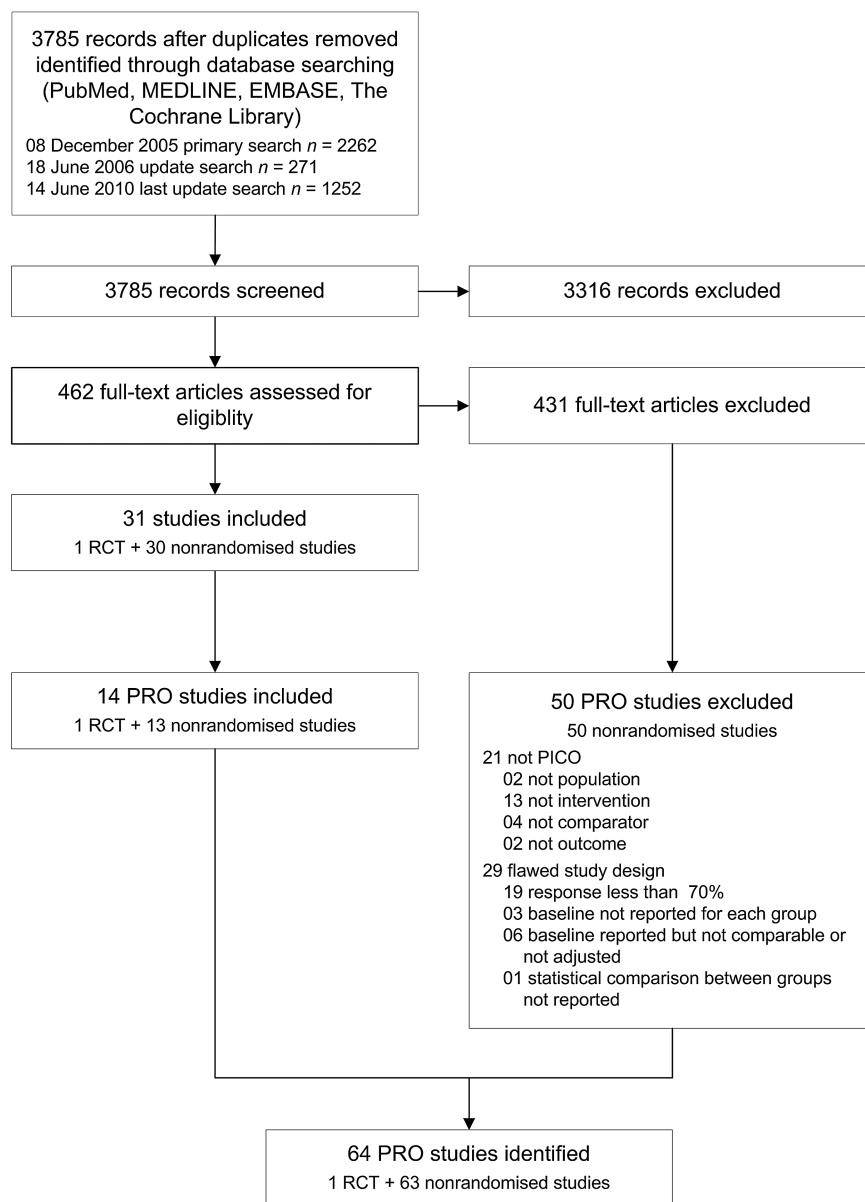 3785 records after duplicates removed
identified through database searching
(PubMed, MEDLINE, EMBASE, The
Cochrane Library)
08 December 2005 primary search n = 2262
18 June 2006 update search n = 271
14 June 2010 last update search n = 1252
3785 records screened
3316 records excluded
462 full-text articles assessed for
eligiblity
431 full-text articles excluded
31 studies included
1 RCT + 30 nonrandomised studies
14 PRO studies included
1 RCT + 13 nonrandomised studies
50 PRO studies excluded
50 nonrandomised studies
21 not PICO
02 not population
13 not intervention
04 not comparator
02 not outcome
29 flawed study design
19 response less than 70%
03 baseline not reported for each group
06 baseline reported but not comparable or
not adjusted
01 statistical comparison between groups
not reported
64 PRO studies identified
1 RCT + 63 nonrandomised studies